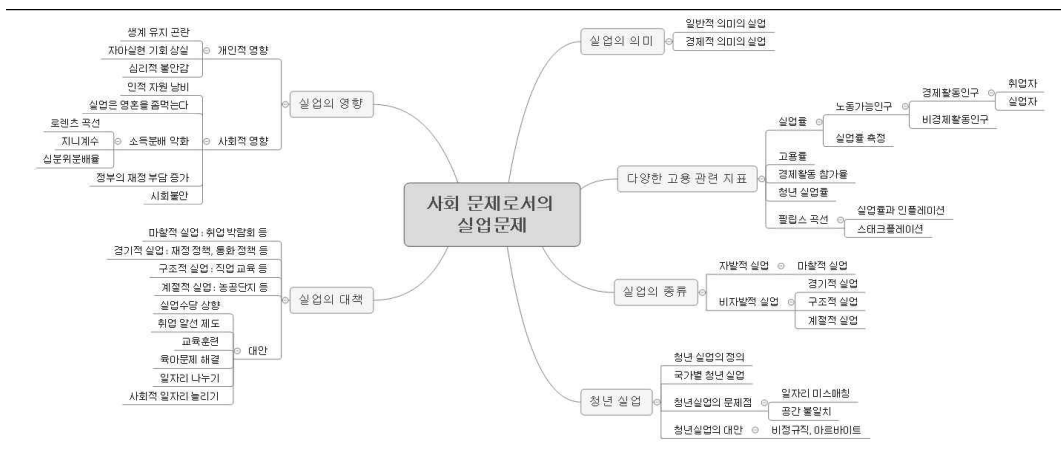 사회 문제로서의
실업문제
실업의 의미
일반적 의미의 실업
경제적 의미의 실업
다양한 고용 관련 지표
실업률
노동가능인구
경제활동인구
취업자
실업자
비경제활동인구
실업률 측정
고용률
경제활동 참가율
청년 실업률
필립스 곡선
실업률과 인플레이션
스태크플레이션
실업의 종류
자발적 실업
마찰적 실업
비자발적 실업
경기적 실업
구조적 실업
계절적 실업
청년 실업
청년 실업의 정의
국가별 청년 실업
청년실업의 문제점
일자리 미스매칭
공간 불일치
청년실업의 대안
비정규직, 아르바이트
실업의 영향
개인적 영향
생계 유지 곤란
자아실현 기회 상실
심리적 불안감
사회적 영향
인적 자원 낭비
실업은 영혼을 좀먹는다
소득분배 악화
로렌츠 곡선
지니계수
십분위분배율
정부의 재정 부담 증가
사회불안
실업의 대책
마찰적 실업 : 취업 박람회 등
경기적 실업 : 재정 정책, 통화 정책 등
구조적 실업 : 직업 교육 등
계절적 실업 : 농공단지 등
대안
실업수당 상향
취업 알선 제도
교육훈련
육아문제 해결
일자리 나누기
사회적 일자리 늘리기